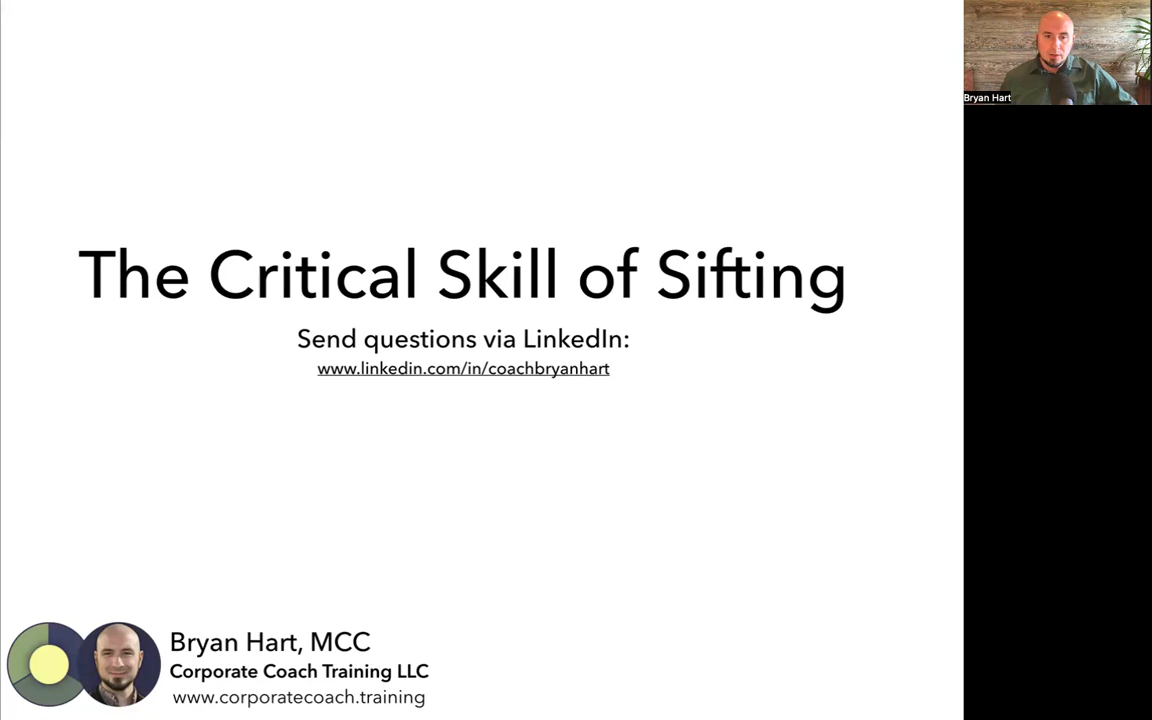 The Critical Skill of Sifting
Send questions via LinkedIn:
www.linkedin.com/in/coachbryanhart
Bryan Hart
Bryan Hart, MCC
Corporate Coach Training LLC
www.corporatecoach.training